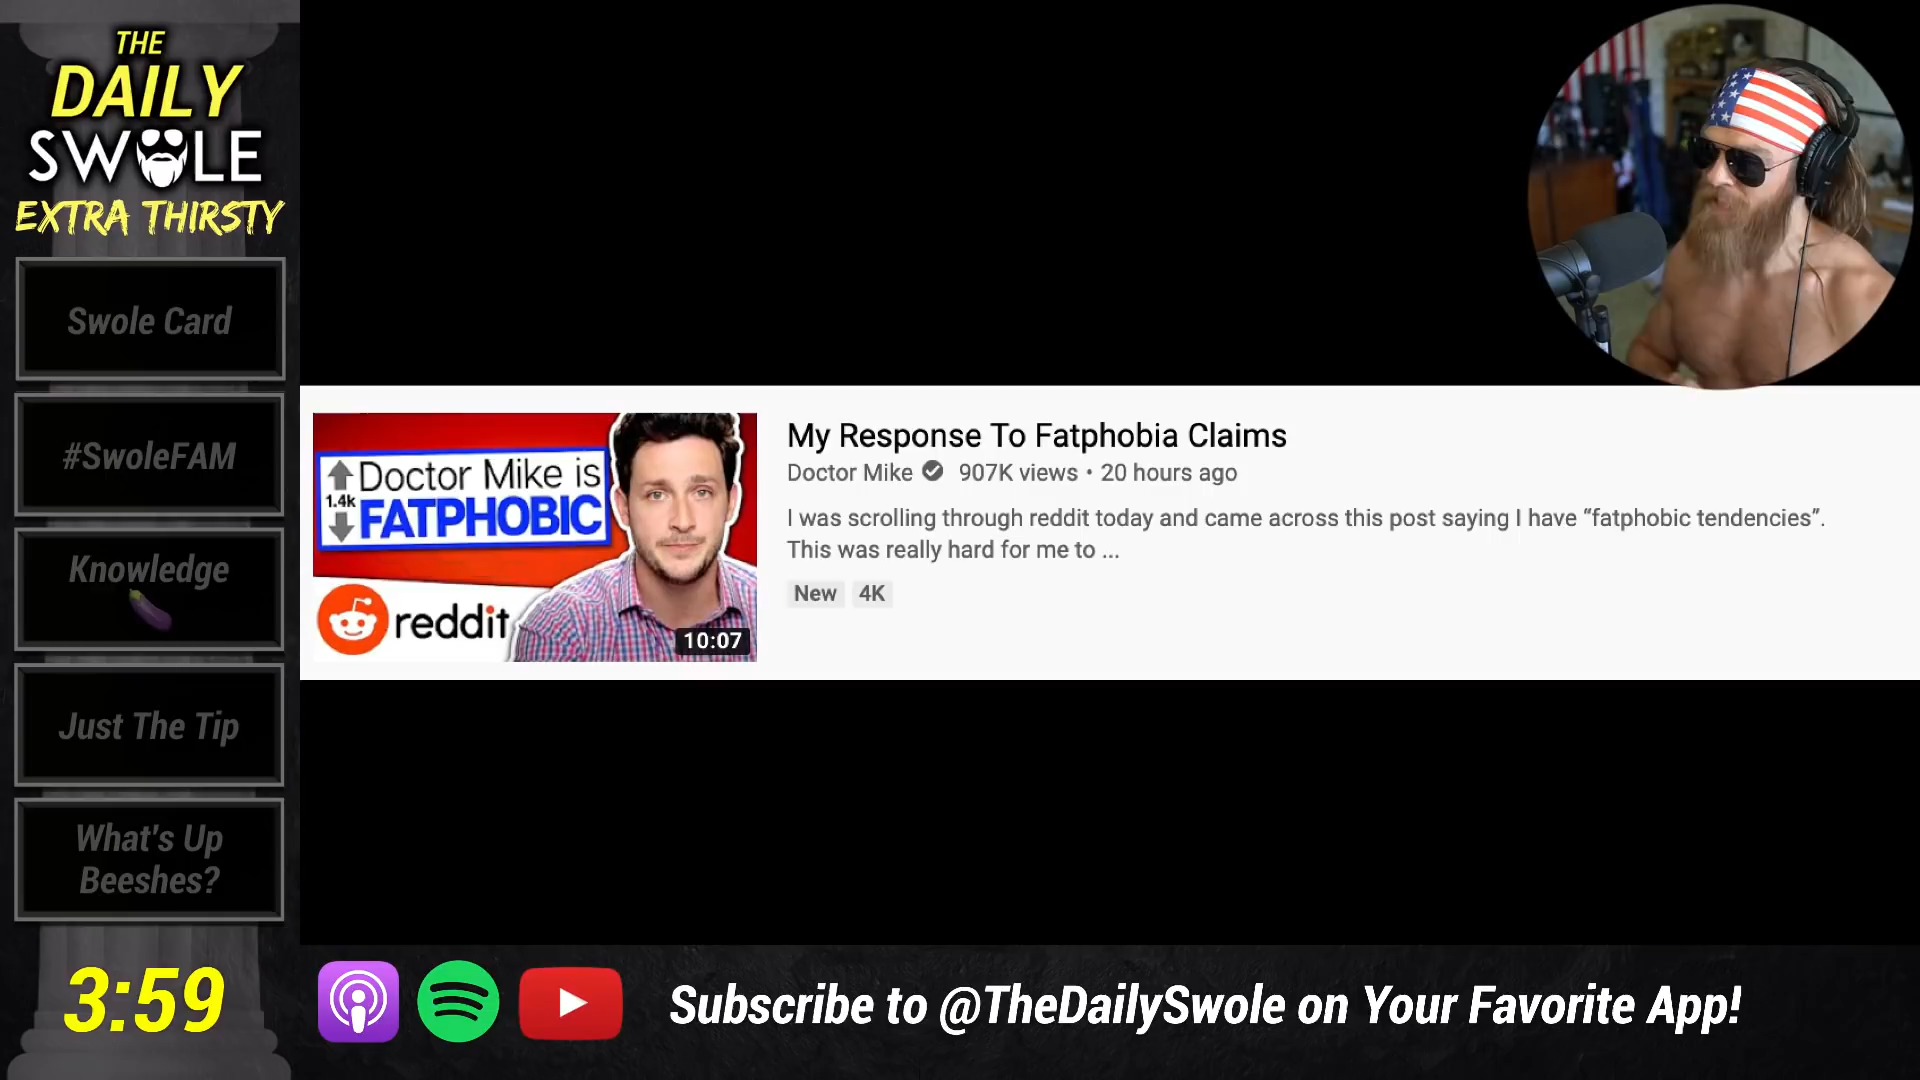 THE
DAILY
SWOLE
EXTRA THIRSTY
Swole Card
#SwoleFAM
Knowledge
Just The Tip
What's Up
Beeshes?
3:59
Doctor Mike is
1.4k
FATPHOBIC
reddit
10:07
My Response To Fatphobia Claims
Doctor Mike 907K views • 20 hours ago
I was scrolling through reddit today and came across this post saying I have “fatphobic tendencies”.
This was really hard for me to ...
New 4K
Subscribe to @TheDailySwole on Your Favorite App!